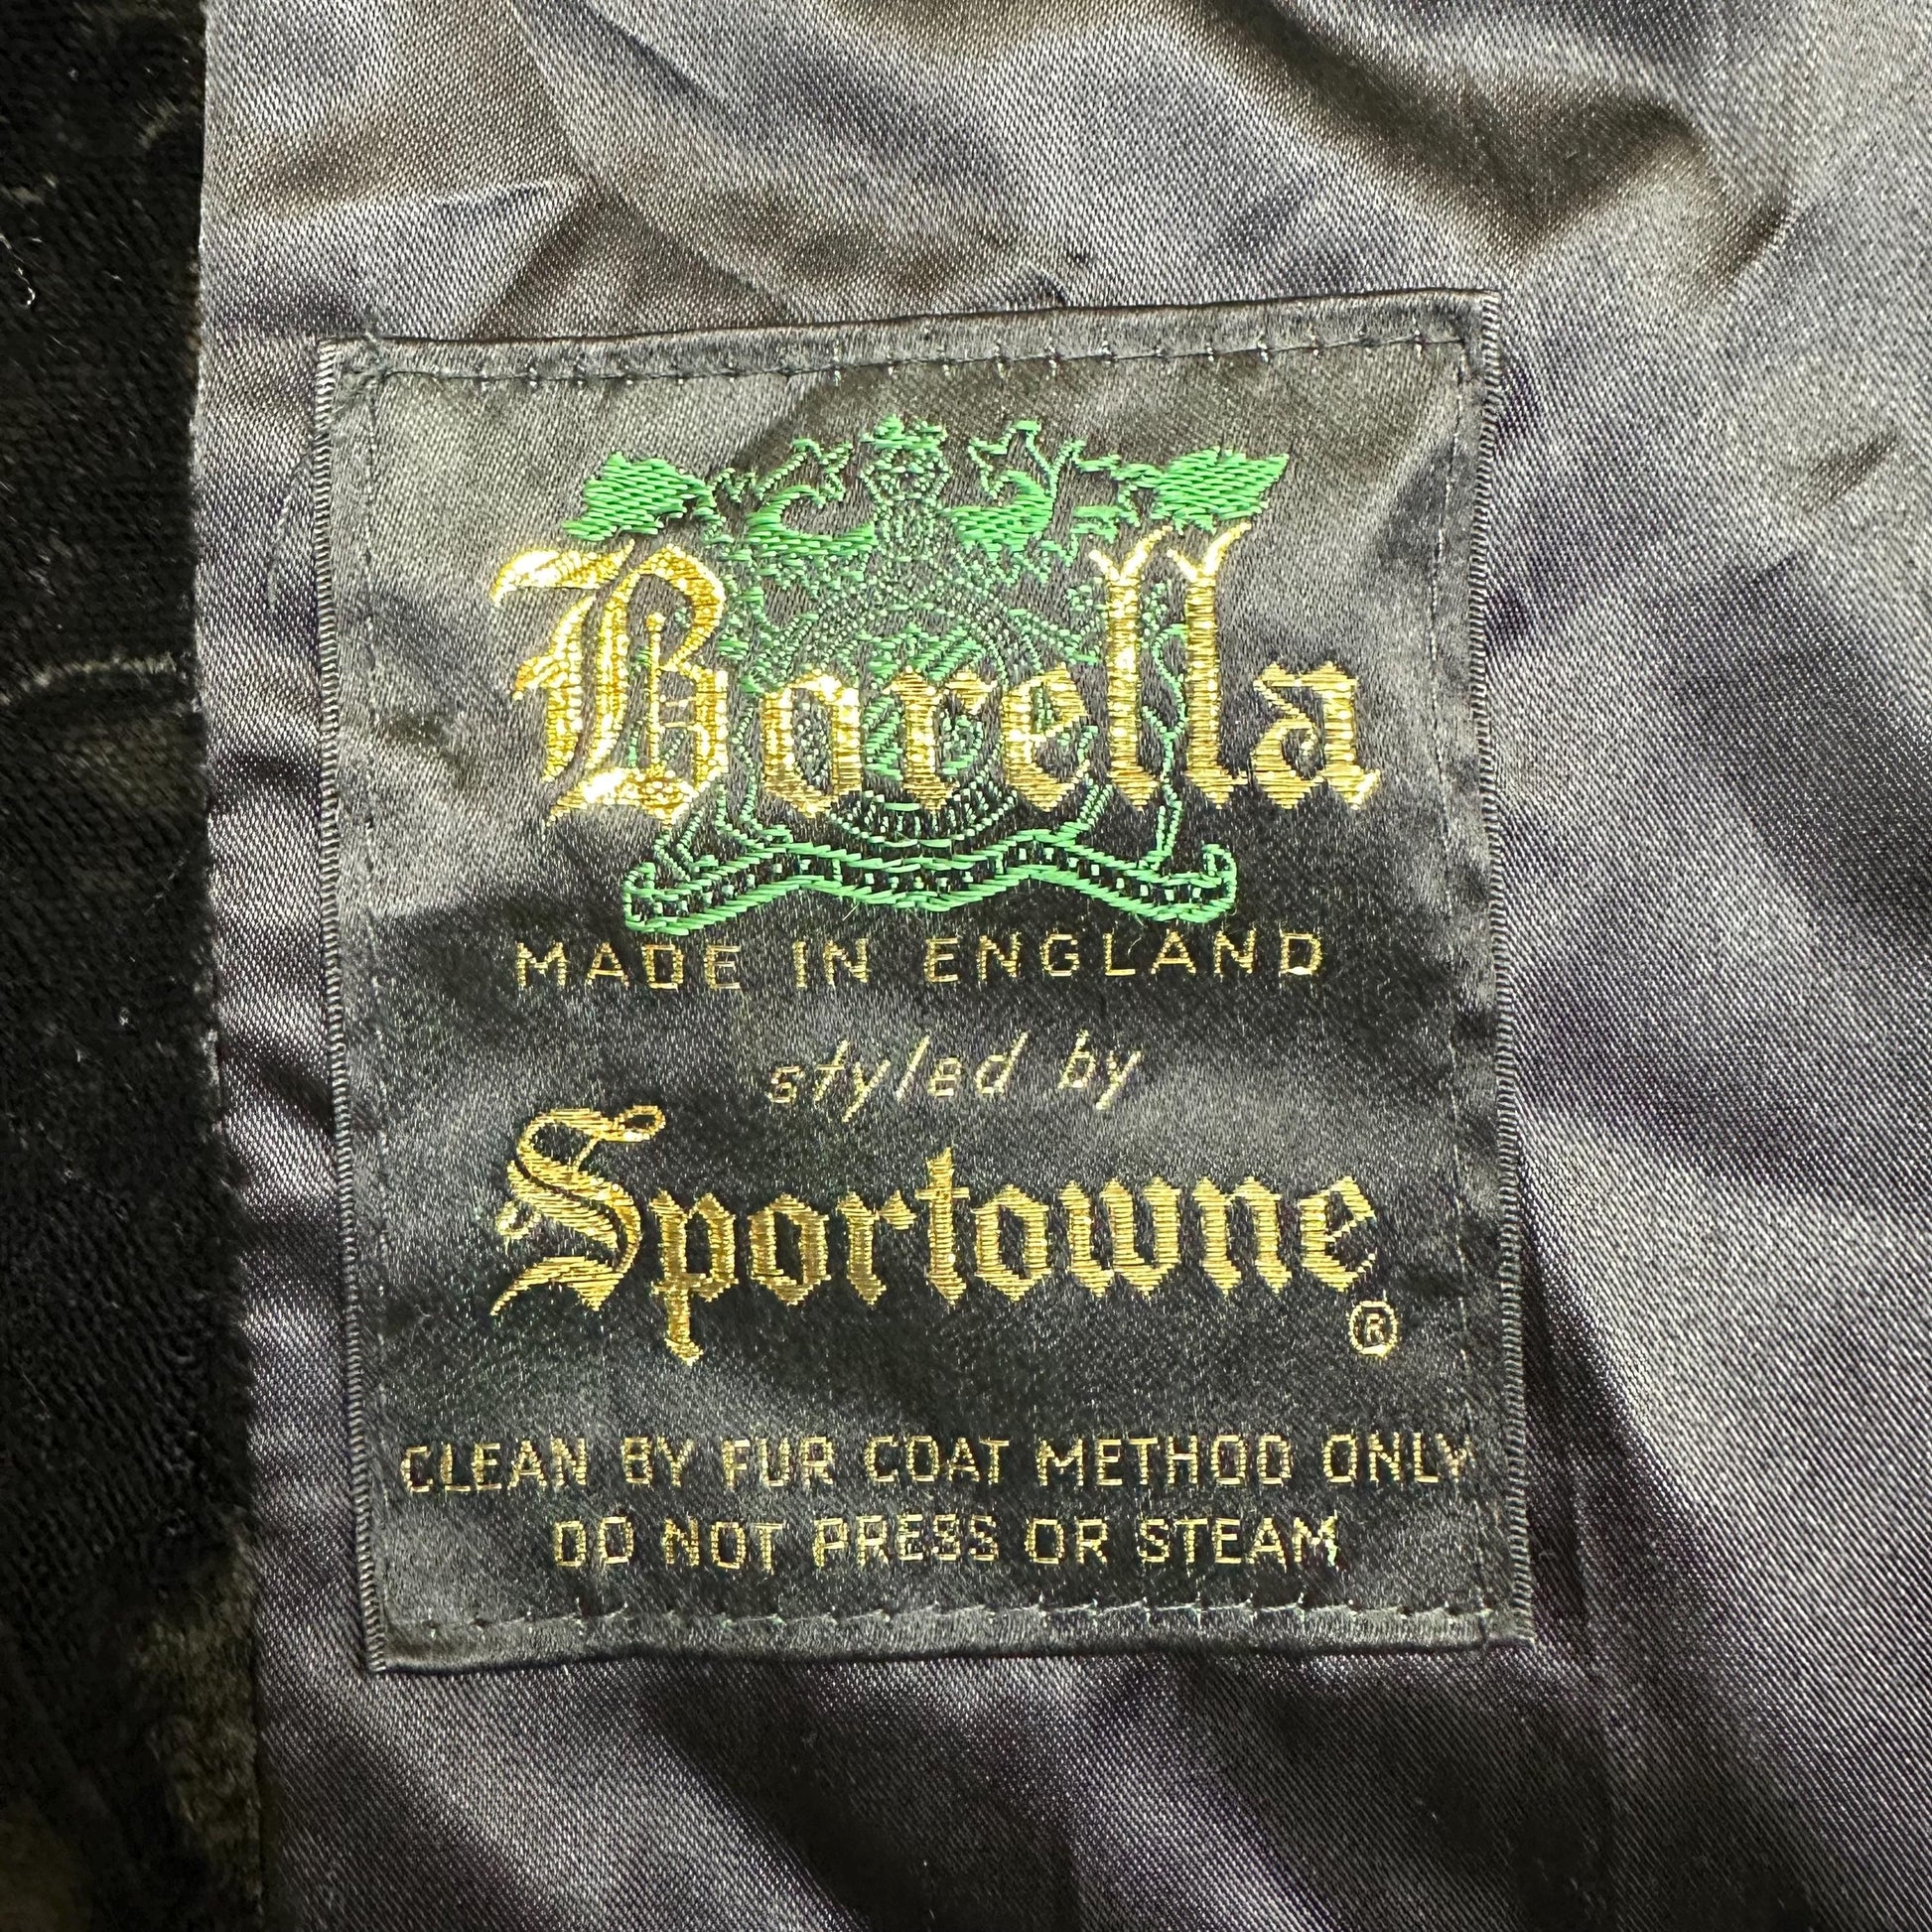 Borella
MADE IN ENGLAND
styled by
Sportowne
®
CLEAN BY FUR COAT METHOD ONLY
DO NOT PRESS OR STEAM